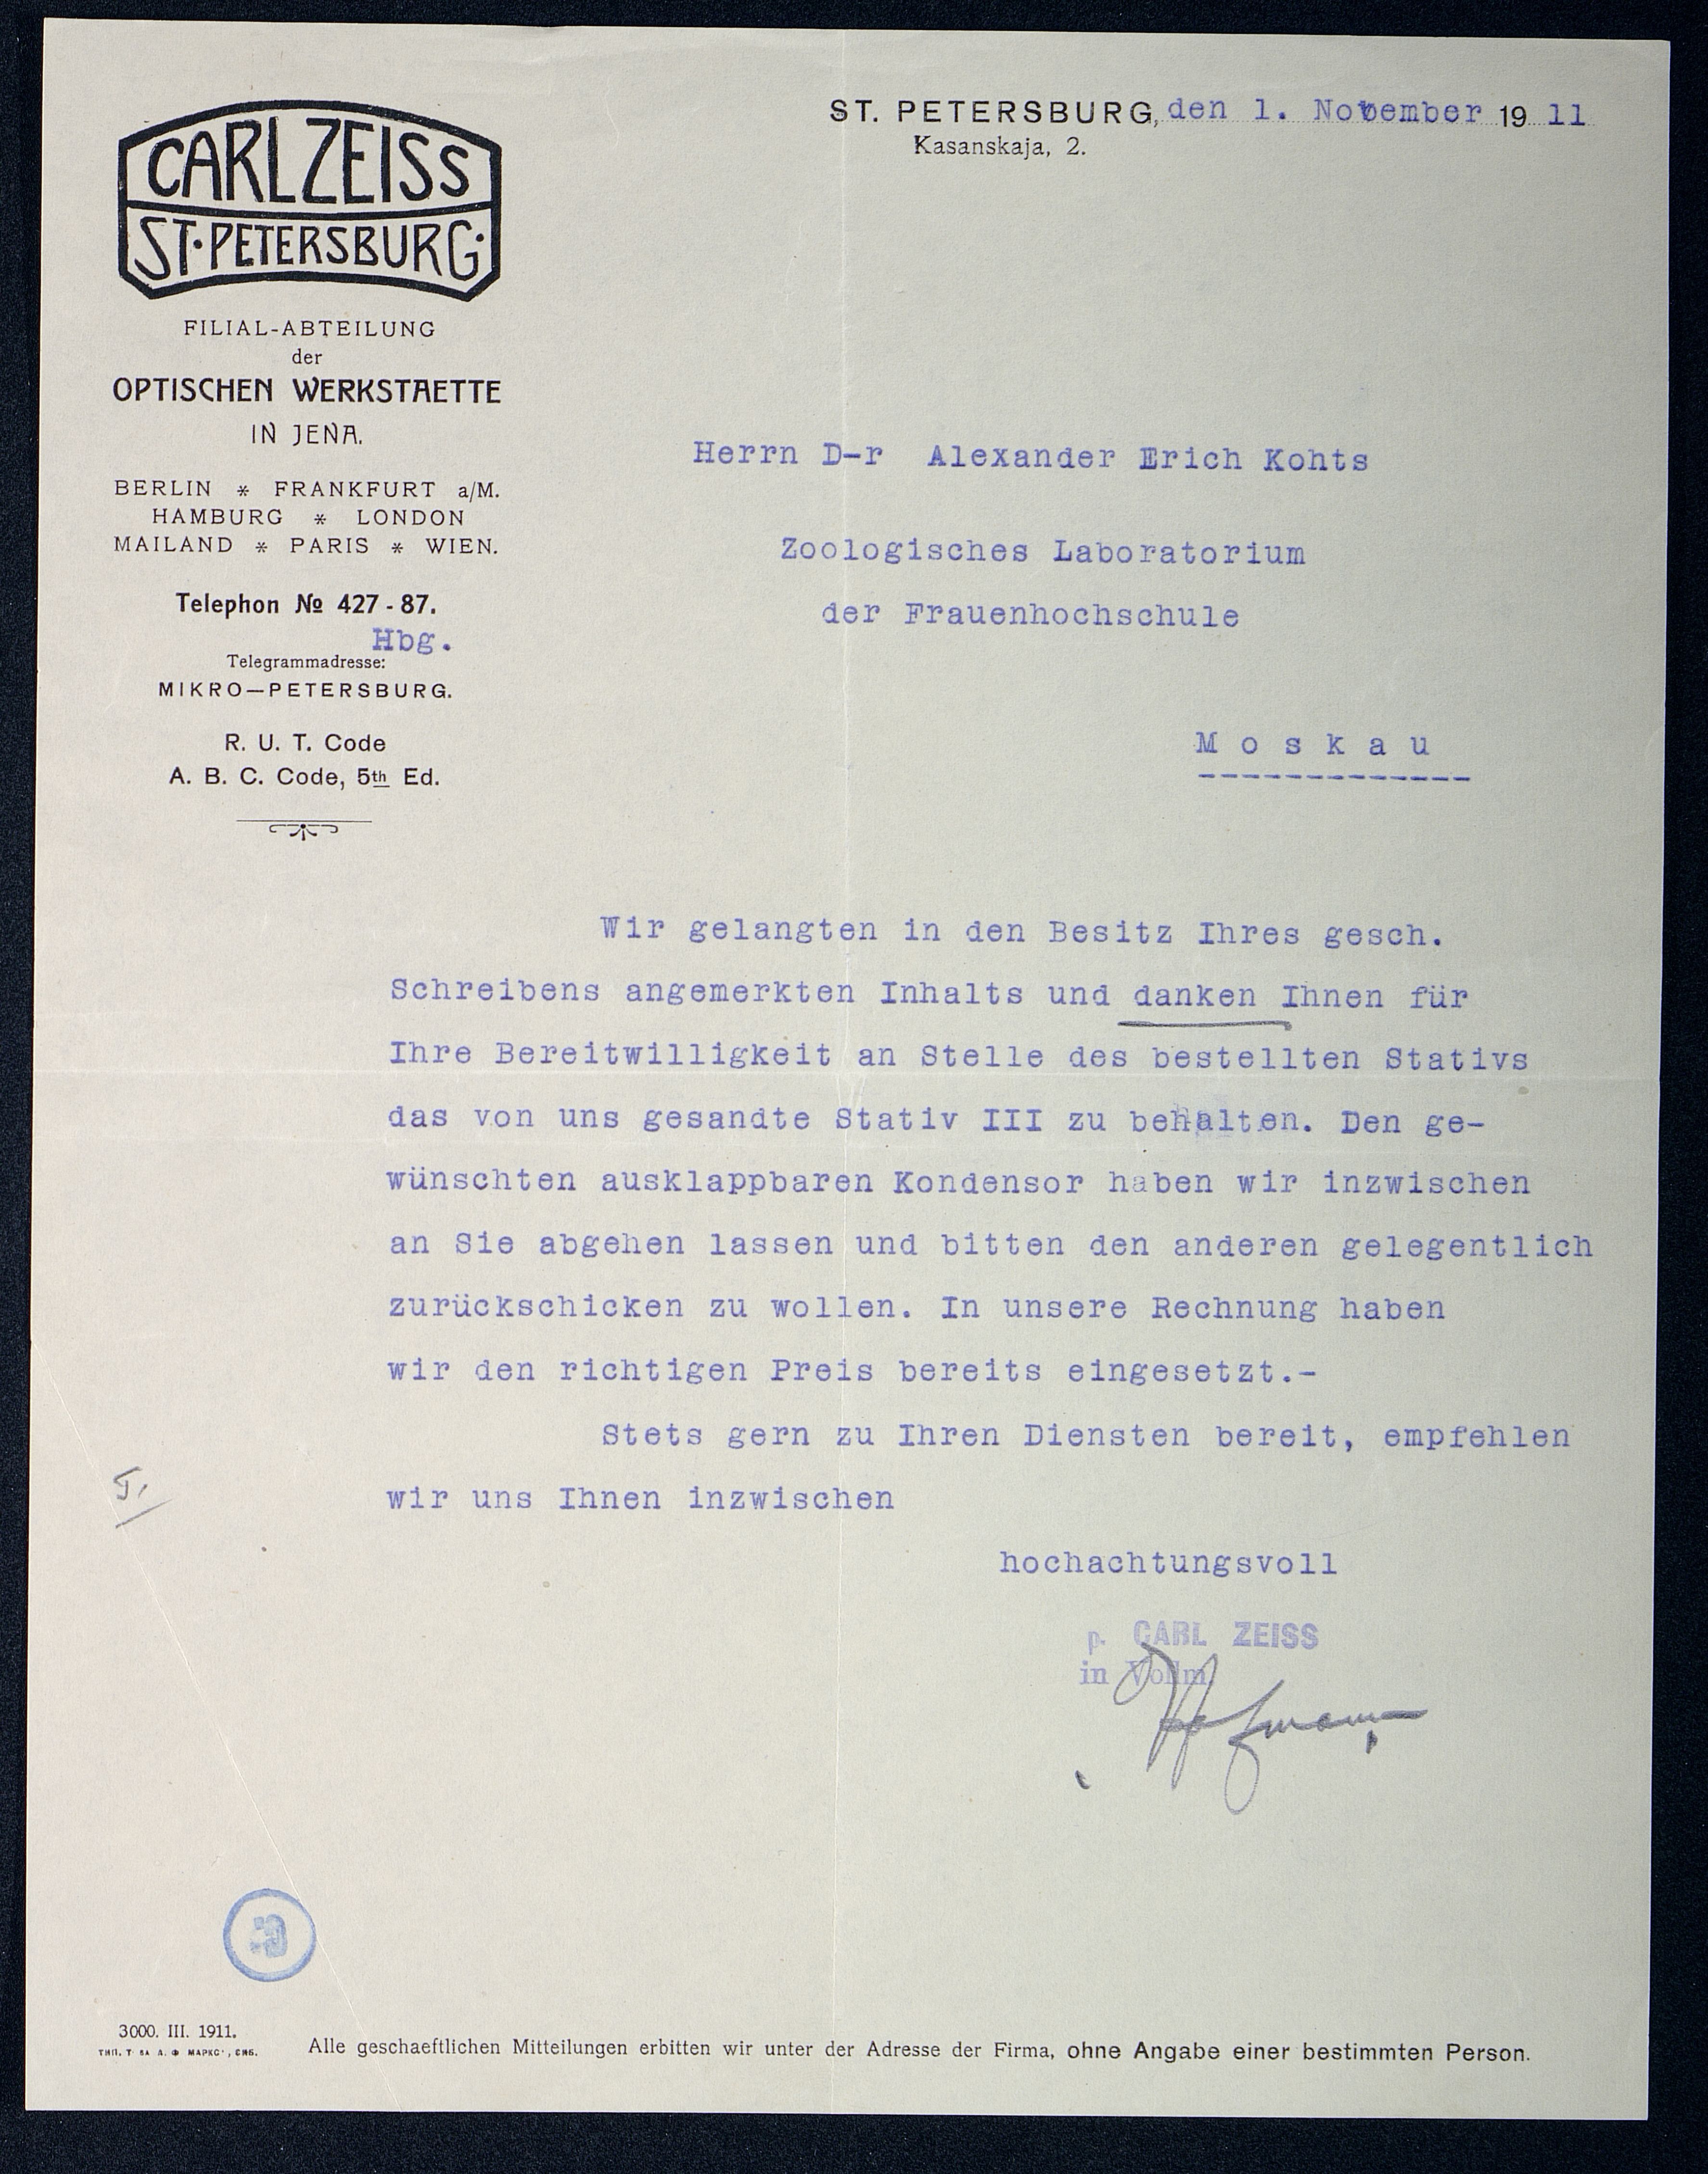 CARL ZEISS
ST. PETERSBURG.
FILIAL-ABTEILUNG
der
OPTISCHEN WERKSTAETTE
IN JENA.
BERLIN * FRANKFURT a/M.
HAMBURG * LONDON
MAILAND * PARIS * WIEN.
Telephon № 427-87.
Hbg.
Telegrammadresse:
MIKRO—PETERSBURG.
R. U. T. Code
A. B. C. Code, 5th Ed.
ST. PETERSBURG, den 1. November 19 11
Kasanskaja, 2.
Herrn D-r Alexander Erich Kohts
Zoologisches Laboratorium
der Frauenhochschule
Moskau
Wir gelangten in den Besitz Ihres gesch.
Schreibens angemerkten Inhalts und danken Ihnen für
Ihre Bereitwilligkeit an Stelle des bestellten Stativs
das von uns gesandte Stativ III zu behalten. Den ge-
wünschten ausklappbaren Kondensor haben wir inzwischen
an Sie abgehen lassen und bitten den anderen gelegentlich
zurückschicken zu wollen. In unsere Rechnung haben
wir den richtigen Preis bereits eingesetzt.-
Stets gern zu Ihren Diensten bereit, empfehlen
wir uns Ihnen inzwischen
hochachtungsvoll
p. CARL ZEISS
in Vollm.
Hofmann
3000. III. 1911.
Alle geschaeftlichen Mitteilungen erbitten wir unter der Adresse der Firma, ohne Angabe einer bestimmten Person.